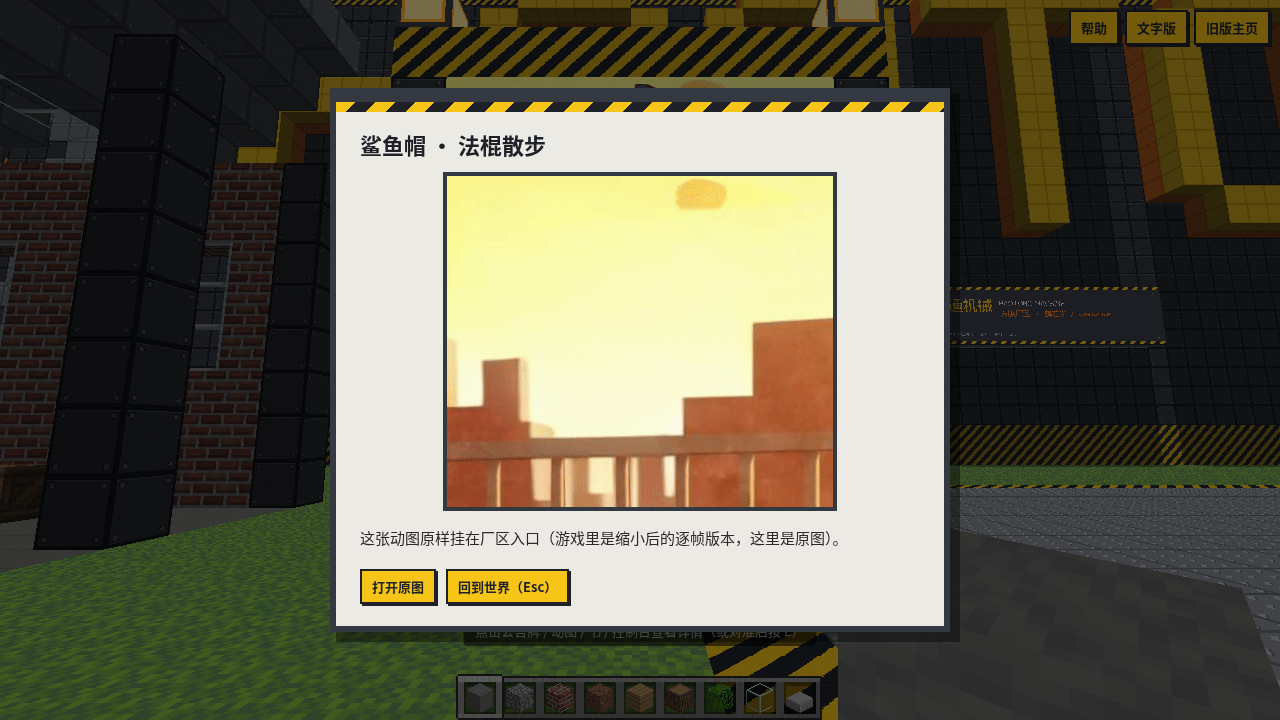 帮助
文字版
旧版主页
鲨鱼帽 · 法棍散步
机械
这张动图原样挂在厂区入口（游戏里是缩小后的逐帧版本，这里是原图）。
打开原图
回到世界（Esc）